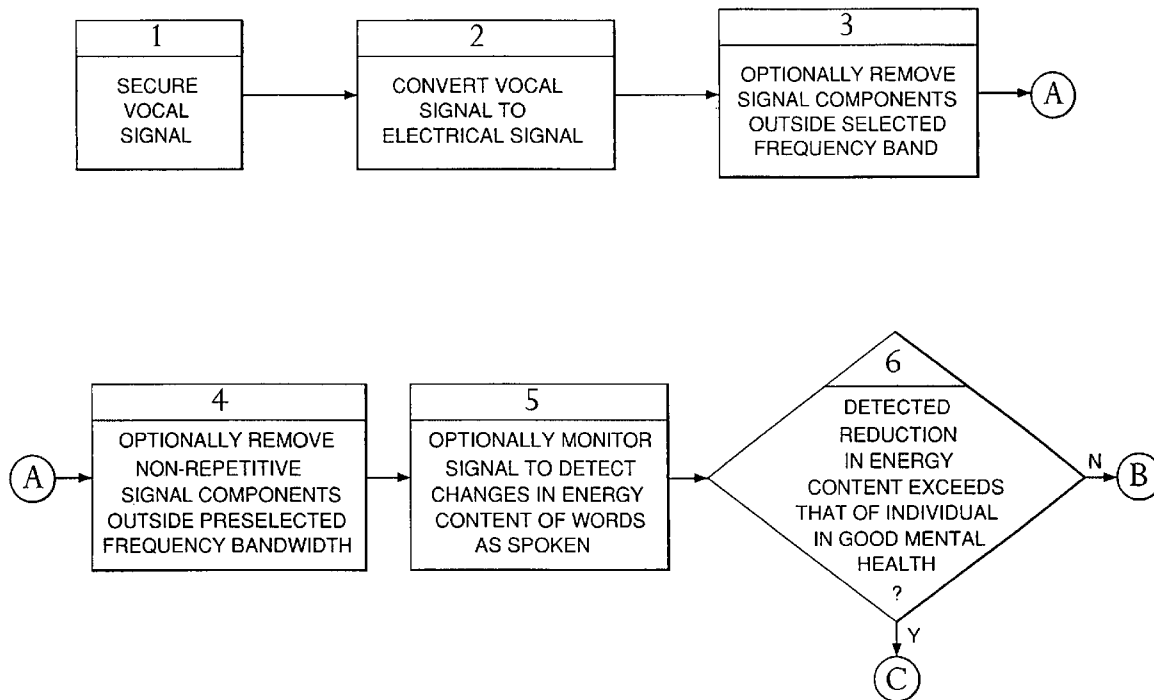 1
SECURE
VOCAL
SIGNAL
2
CONVERT VOCAL
SIGNAL TO
ELECTRICAL SIGNAL
3
OPTIONALLY REMOVE
SIGNAL COMPONENTS
OUTSIDE SELECTED
FREQUENCY BAND
A
A
4
OPTIONALLY REMOVE
NON-REPETITIVE
SIGNAL COMPONENTS
OUTSIDE PRESELECTED
FREQUENCY BANDWIDTH
5
OPTIONALLY MONITOR
SIGNAL TO DETECT
CHANGES IN ENERGY
CONTENT OF WORDS
AS SPOKEN
6
DETECTED
REDUCTION
IN ENERGY
CONTENT EXCEEDS
THAT OF INDIVIDUAL
IN GOOD MENTAL
HEALTH
?
N
B
Y
C